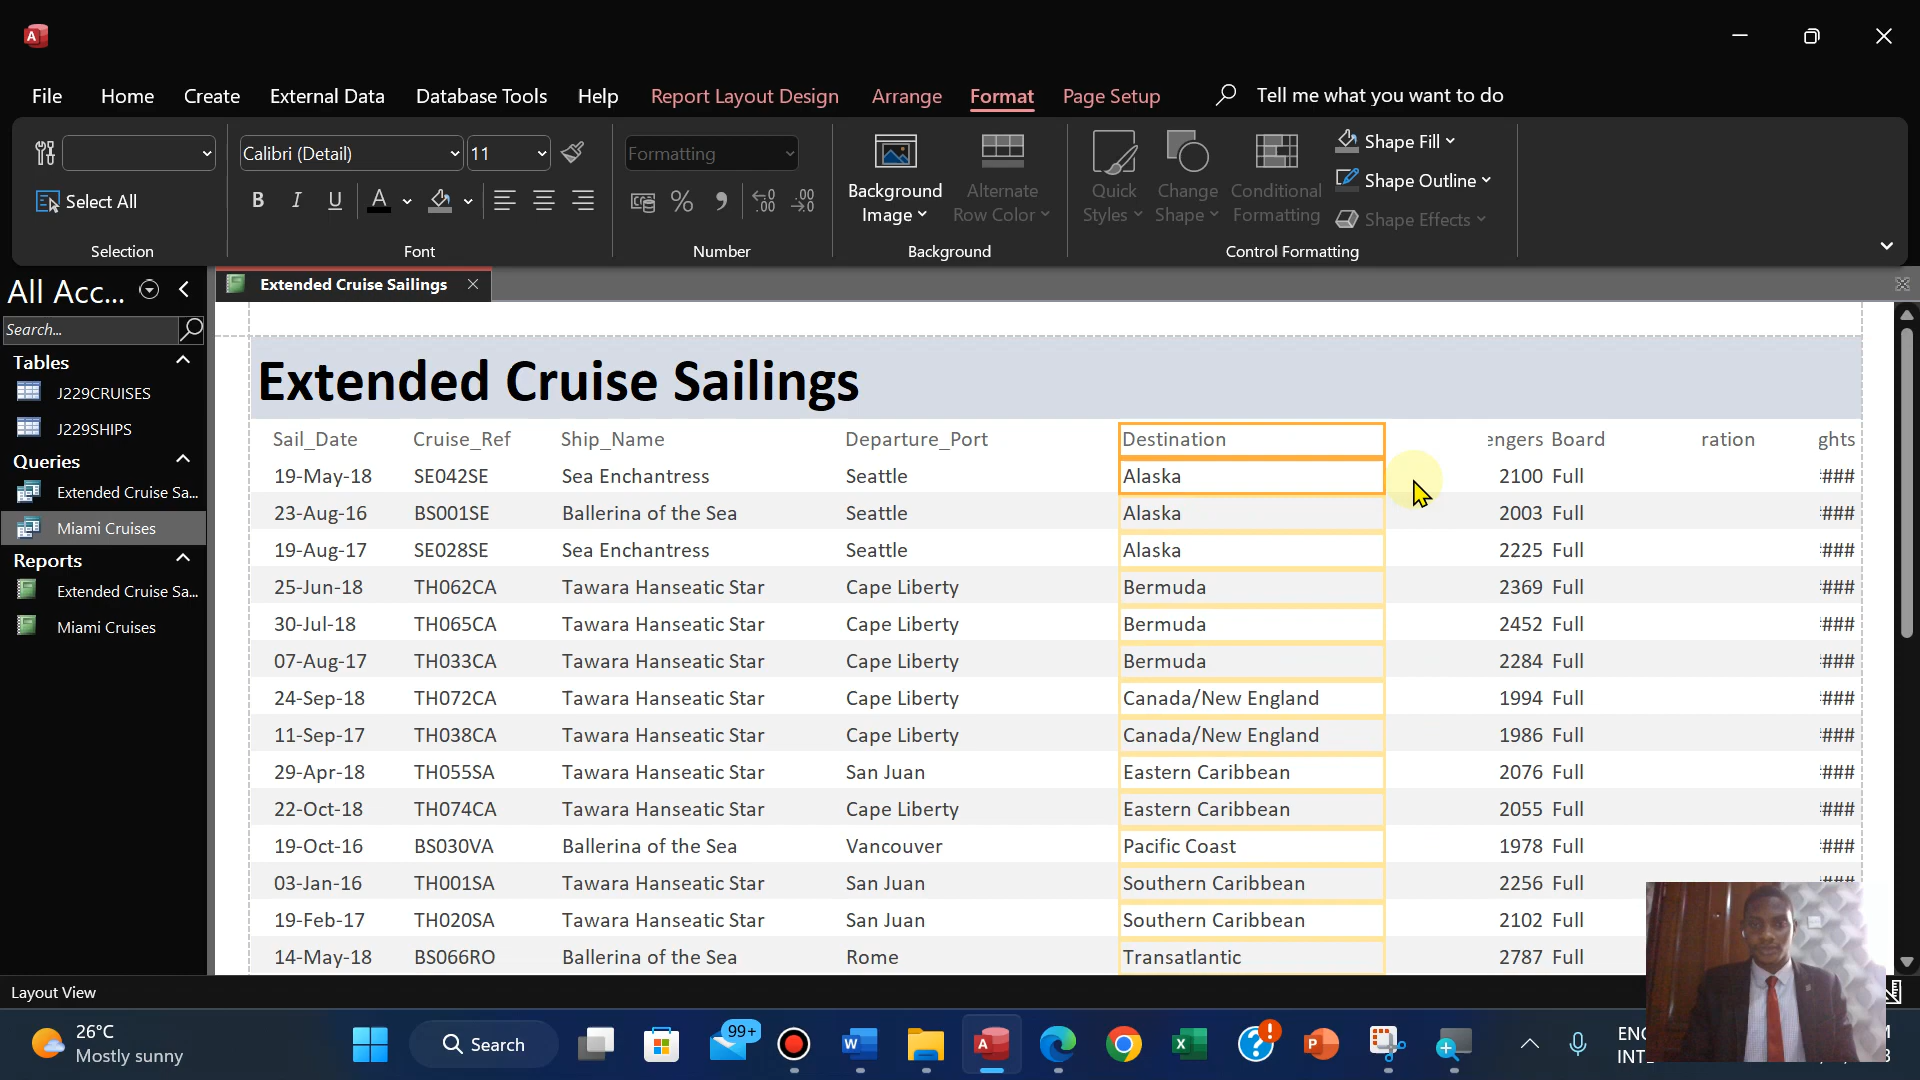 File Home Create External Data Database Tools Help Report Layout Design Arrange Format Page Setup Tell me what you want to do
Calibri (Detail) 11 Formatting
Select All
Background Image
Alternate Row Color
Quick Styles
Change Shape
Conditional Formatting
Shape Fill
Shape Outline
Shape Effects
Selection Font Number Background Control Formatting
All Acc...
Search...
Tables
J229CRUISES
J229SHIPS
Queries
Extended Cruise Sa...
Miami Cruises
Reports
Extended Cruise Sa...
Miami Cruises
Extended Cruise Sailings
Extended Cruise Sailings
Sail_Date Cruise_Ref Ship_Name Departure_Port Destination engers Board ration ghts
19-May-18 SE042SE Sea Enchantress Seattle Alaska 2100 Full ####
23-Aug-16 BS001SE Ballerina of the Sea Seattle Alaska 2003 Full ####
19-Aug-17 SE028SE Sea Enchantress Seattle Alaska 2225 Full ####
25-Jun-18 TH062CA Tawara Hanseatic Star Cape Liberty Bermuda 2369 Full ####
30-Jul-18 TH065CA Tawara Hanseatic Star Cape Liberty Bermuda 2452 Full ####
07-Aug-17 TH033CA Tawara Hanseatic Star Cape Liberty Bermuda 2284 Full ####
24-Sep-18 TH072CA Tawara Hanseatic Star Cape Liberty Canada/New England 1994 Full ####
11-Sep-17 TH038CA Tawara Hanseatic Star Cape Liberty Canada/New England 1986 Full ####
29-Apr-18 TH055SA Tawara Hanseatic Star San Juan Eastern Caribbean 2076 Full ####
22-Oct-18 TH074CA Tawara Hanseatic Star Cape Liberty Eastern Caribbean 2055 Full ####
19-Oct-16 BS030VA Ballerina of the Sea Vancouver Pacific Coast 1978 Full ####
03-Jan-16 TH001SA Tawara Hanseatic Star San Juan Southern Caribbean 2256 Full ####
19-Feb-17 TH020SA Tawara Hanseatic Star San Juan Southern Caribbean 2102 Full
14-May-18 BS066RO Ballerina of the Sea Rome Transatlantic 2787 Full
Layout View
26°C
Mostly sunny
Search
99+
ENG
INT